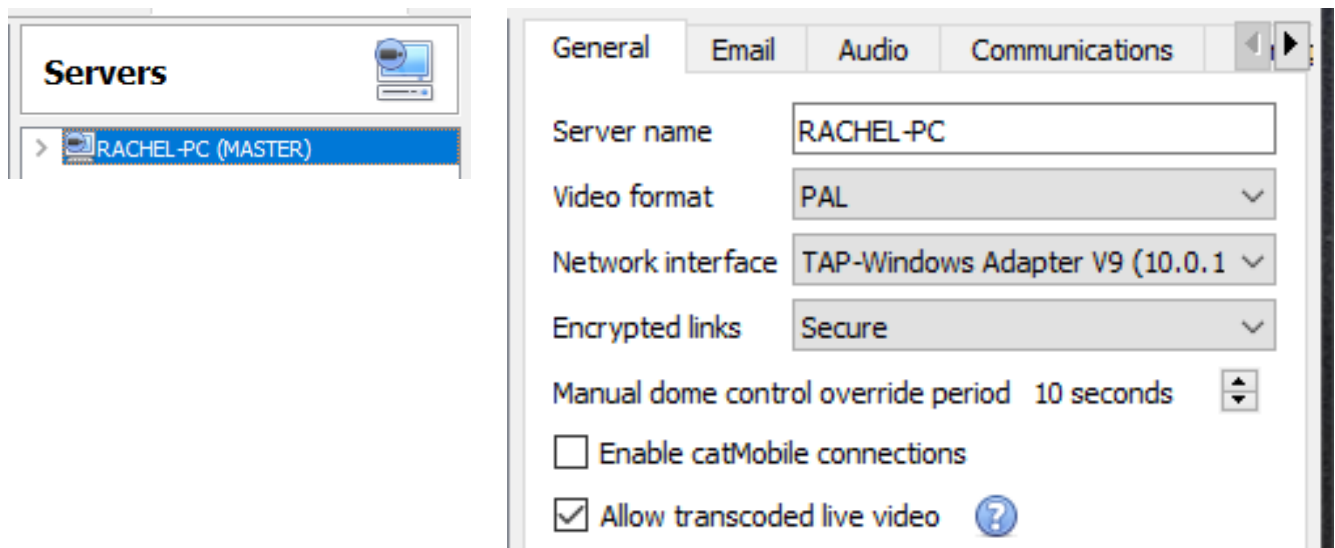 Servers
RACHEL-PC (MASTER)
General Email Audio Communications
Server name RACHEL-PC
Video format PAL
Network interface TAP-Windows Adapter V9 (10.0.1
Encrypted links Secure
Manual dome control override period 10 seconds
Enable catMobile connections
Allow transcoded live video ?